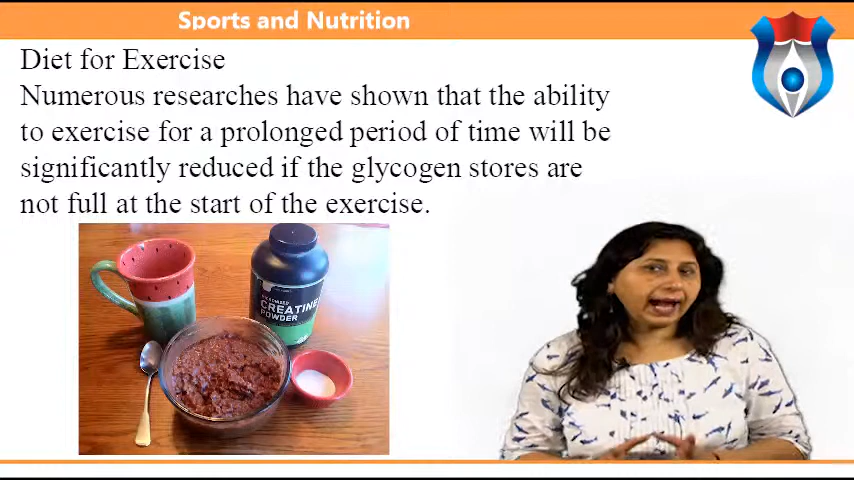 Sports and Nutrition
Diet for Exercise
Numerous researches have shown that the ability
to exercise for a prolonged period of time will be
significantly reduced if the glycogen stores are
not full at the start of the exercise.
CREATINE
POWDER